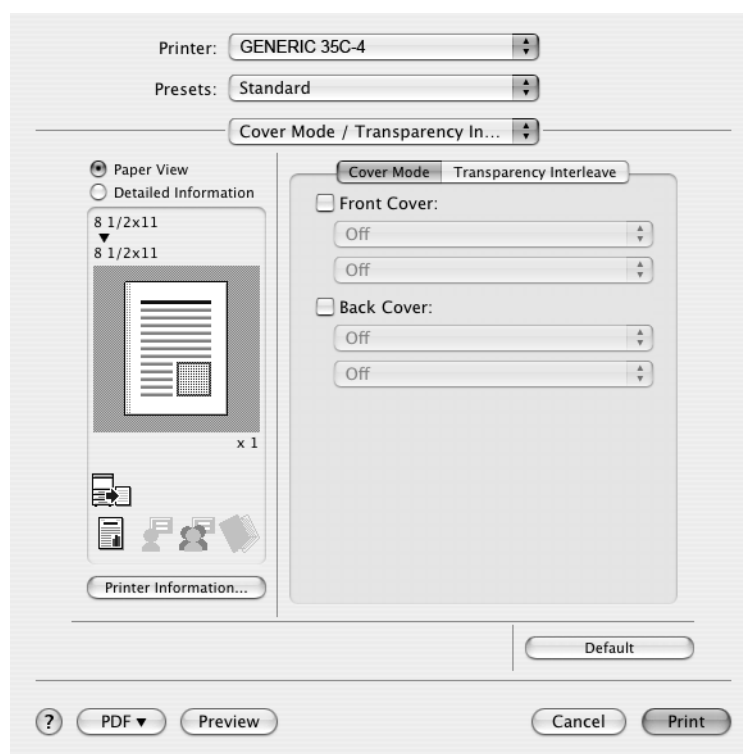 Printer: GENERIC 35C-4
Presets: Standard
Cover Mode / Transparency In...
Paper View
Detailed Information
8 1/2x11
8 1/2x11
x 1
Printer Information...
Cover Mode Transparency Interleave
Front Cover:
Off
Off
Back Cover:
Off
Off
Default
? PDF▼ Preview Cancel Print